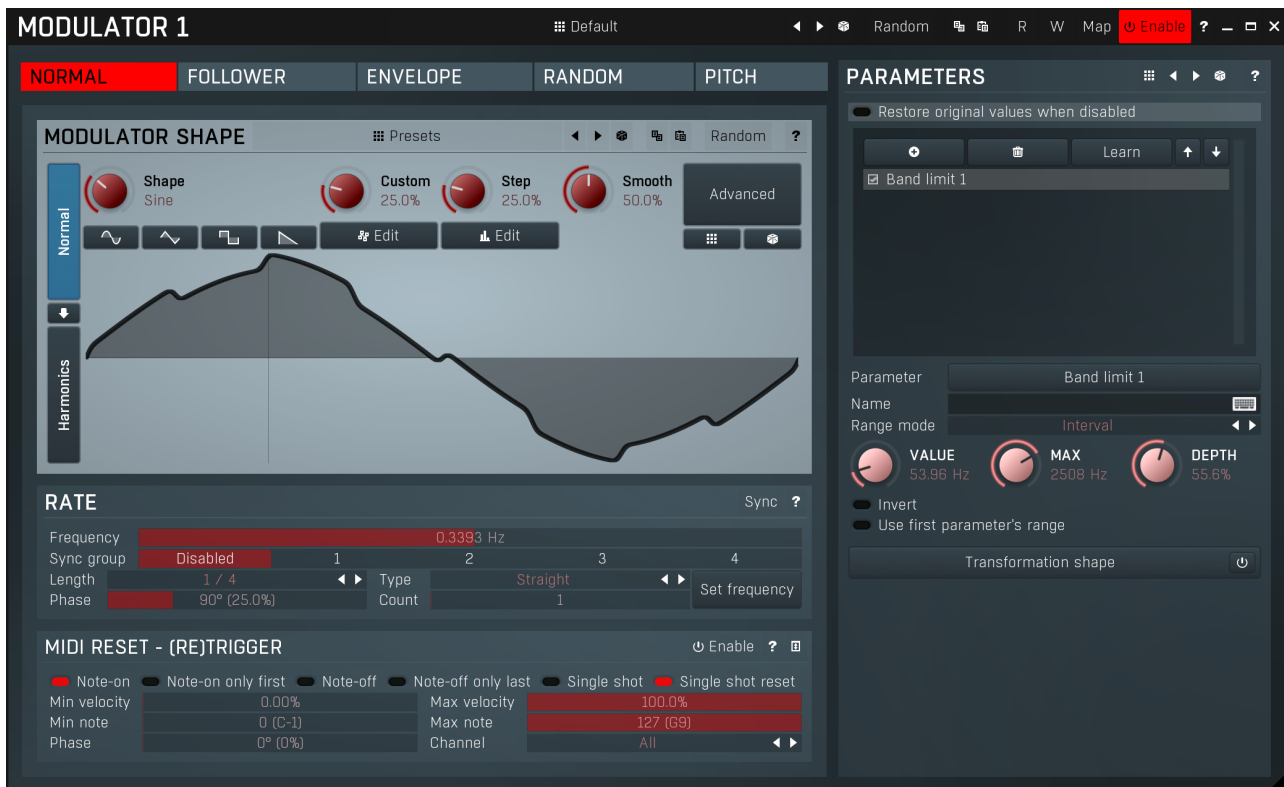 MODULATOR 1 Default Random R W Map Enable ?
NORMAL FOLLOWER ENVELOPE RANDOM PITCH
PARAMETERS ?
Restore original values when disabled
MODULATOR SHAPE Presets Random ?
Learn
Band limit 1
Normal
Harmonics
Shape Custom Step Smooth
Sine 25.0% 25.0% 50.0%
Advanced
Edit Edit
Parameter Band limit 1
Name
Range mode Interval
VALUE MAX DEPTH
53.96 Hz 2508 Hz 55.6%
Invert
Use first parameter's range
Transformation shape
RATE Sync ?
Frequency 0.3393 Hz
Sync group Disabled 1 2 3 4
Length 1 / 4 Type Straight
Phase 90° (25.0%) Count 1
Set frequency
MIDI RESET - (RE)TRIGGER Enable ?
Note-on Note-on only first Note-off Note-off only last Single shot Single shot reset
Min velocity 0.00% Max velocity 100.0%
Min note 0 (C-1) Max note 127 (G9)
Phase 0° (0%) Channel All